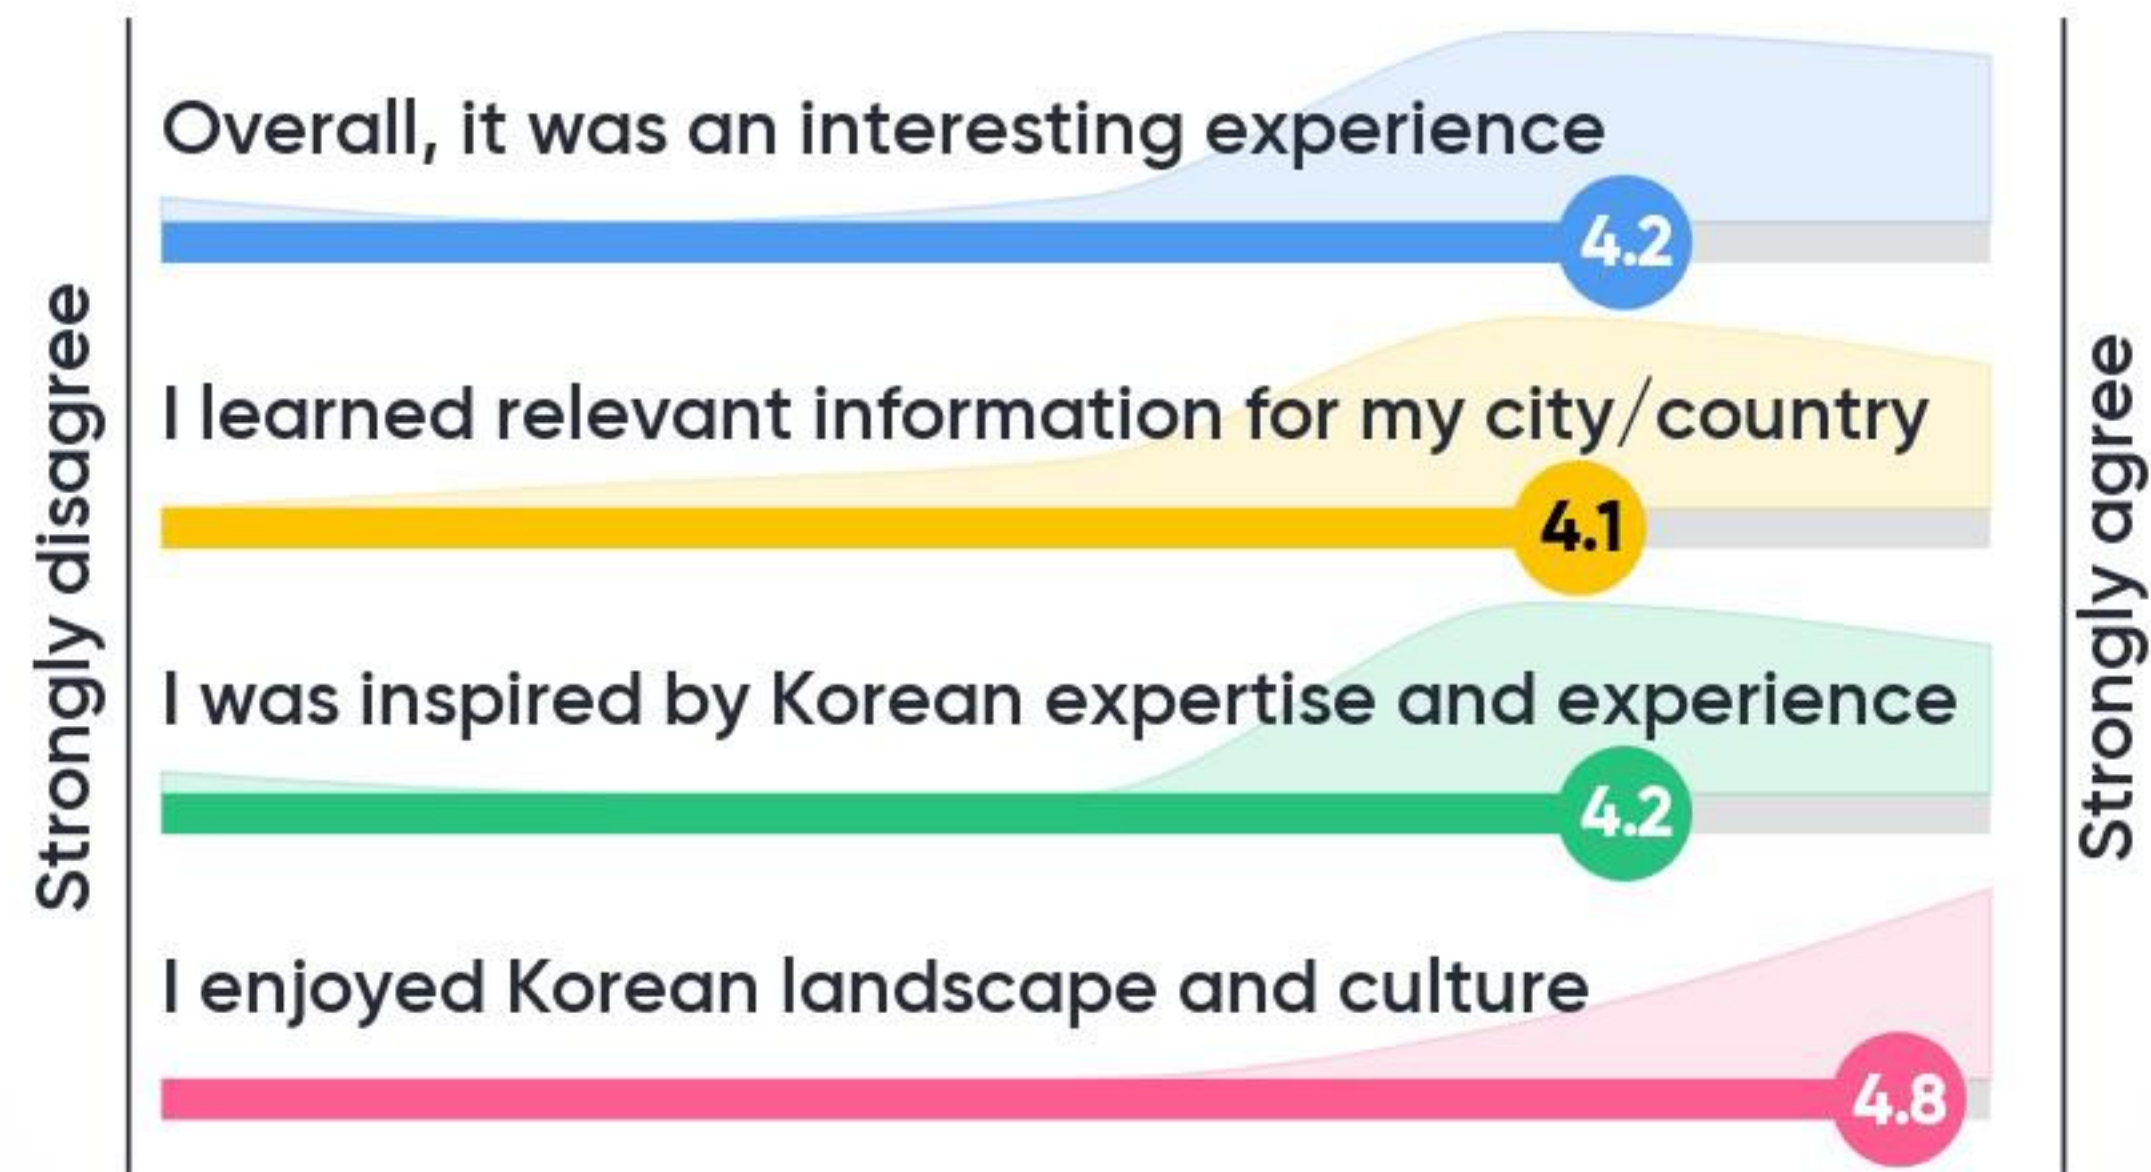 Strongly disagree
Overall, it was an interesting experience
4.2
I learned relevant information for my city/country
4.1
I was inspired by Korean expertise and experience
4.2
I enjoyed Korean landscape and culture
4.8
Strongly agree